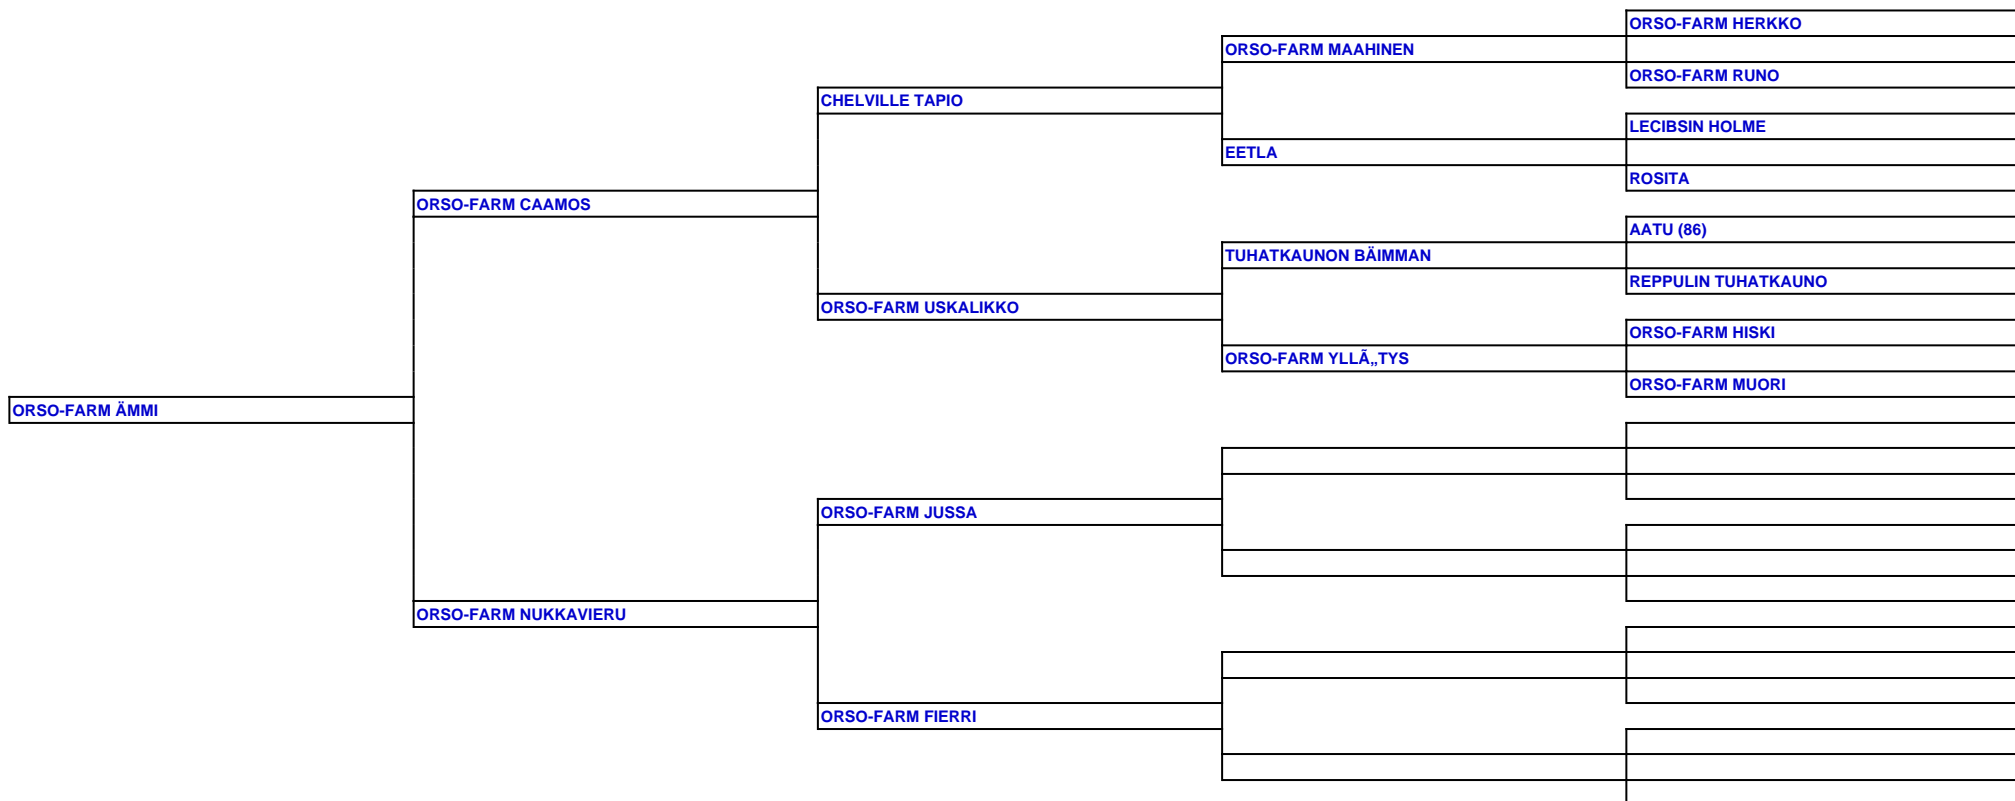 ORSO-FARM HERKKO
ORSO-FARM MAAHINEN
ORSO-FARM RUNO
CHELVILLE TAPIO
LECIBSIN HOLME
EETLA
ROSITA
ORSO-FARM CAAMOS
AATU (86)
TUHATKAUNON BÄIMMAN
REPPULIN TUHATKAUNO
ORSO-FARM USKALIKKO
ORSO-FARM HISKI
ORSO-FARM YLLÃ„TYS
ORSO-FARM MUORI
ORSO-FARM ÄMMI
ORSO-FARM JUSSA
ORSO-FARM NUKKAVIERU
ORSO-FARM FIERRI